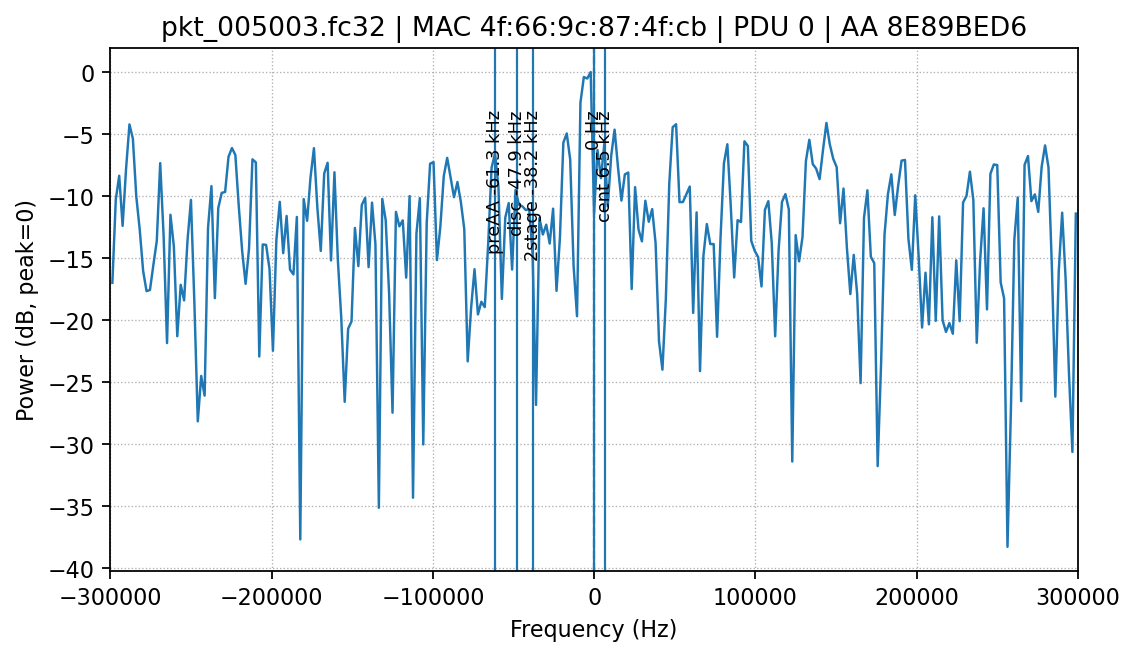 pkt_005003.fc32 | MAC 4f:66:9c:87:4f:cb | PDU 0 | AA 8E89BED6
Power (dB, peak=0)
0
−5
−10
−15
−20
−25
−30
−35
−40
preAA -61.3 kHz
disc -47.9 kHz
2stage -38.2 kHz
0 Hz
cent 6.5 kHz
−300000
−200000
−100000
0
100000
200000
300000
Frequency (Hz)